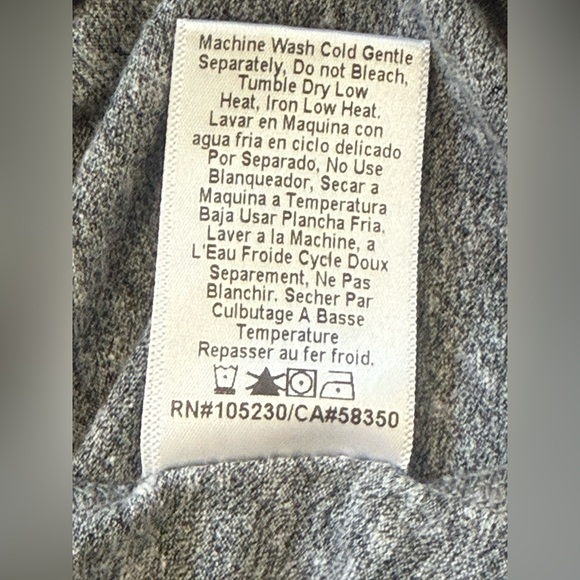 Machine Wash Cold Gentle
Separately, Do not Bleach,
Tumble Dry Low
Heat, Iron Low Heat.
Lavar en Maquina con
agua fria en ciclo delicado
Por Separado, No Use
Blanqueador, Secar a
Maquina a Temperatura
Baja Usar Plancha Fria.
Laver a la Machine, a
L'Eau Froide Cycle Doux
Separement, Ne Pas
Blanchir. Secher Par
Culbutage A Basse
Temperature
Repasser au fer froid.
RN#105230/CA#58350